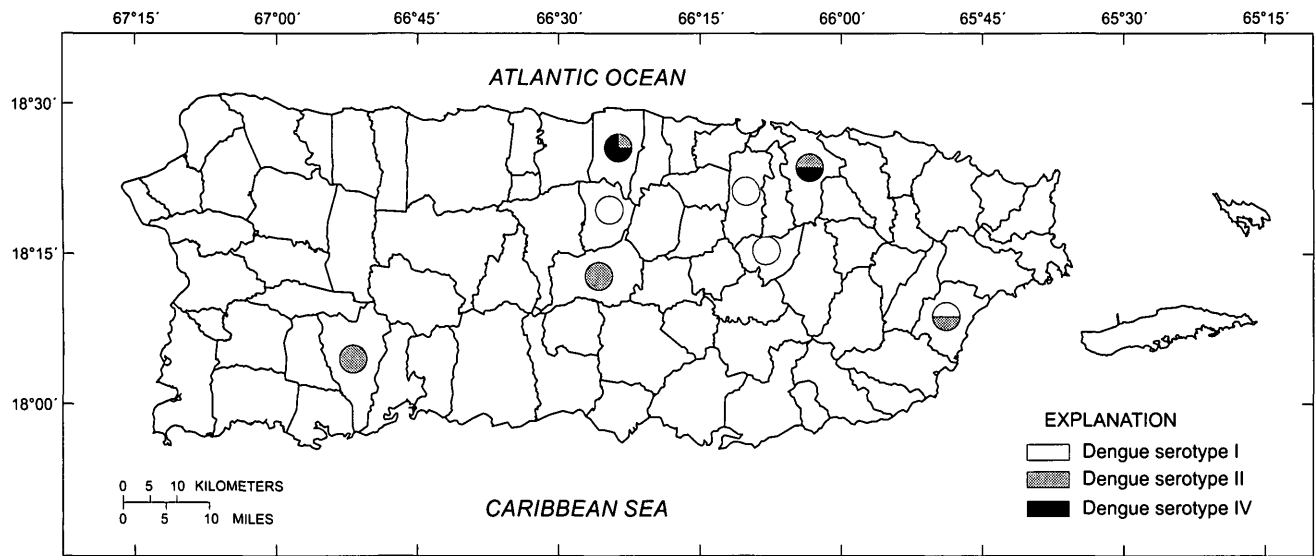 67°15′ 67°00′ 66°45′ 66°30′ 66°15′ 66°00′ 65°45′ 65°30′ 65°15′
ATLANTIC OCEAN
18°30′
18°15′
18°00′
EXPLANATION
Dengue serotype I
Dengue serotype II
Dengue serotype IV
0 5 10 KILOMETERS
0 5 10 MILES
CARIBBEAN SEA